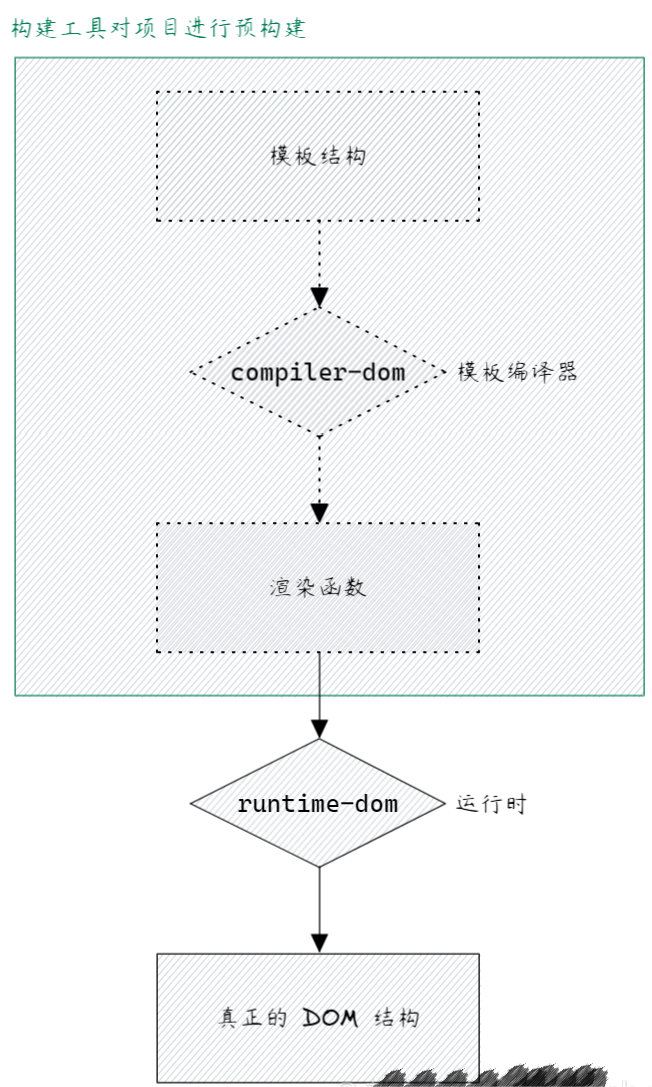 构建工具对项目进行预构建
模板结构
compiler-dom 模板编译器
渲染函数
runtime-dom 运行时
真正的 DOM 结构